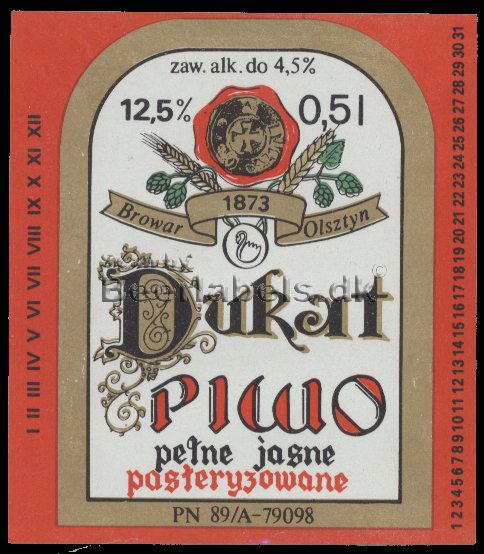 zaw. alk. do 4,5%
12,5% 0,5 l
1873
Browar Olsztyn
Dukat
© Beerlabels.dk
PIWO
pełne jasne
pasteryzowane
PN 89/A-79098
I II III IV V VI VII VIII IX X XI XII
1 2 3 4 5 6 7 8 9 10 11 12 13 14 15 16 17 18 19 20 21 22 23 24 25 26 27 28 29 30 31